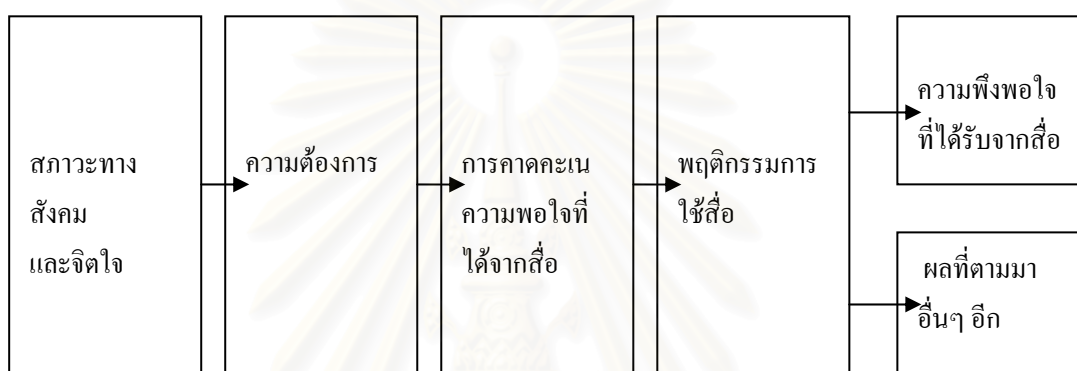 สภาวะทาง
สังคม
และจิตใจ
ความต้องการ
การคาดคะเน
ความพอใจที่
ได้จากสื่อ
พฤติกรรมการ
ใช้สื่อ
ความพึงพอใจ
ที่ได้รับจากสื่อ
ผลที่ตามมา
อื่นๆ อีก